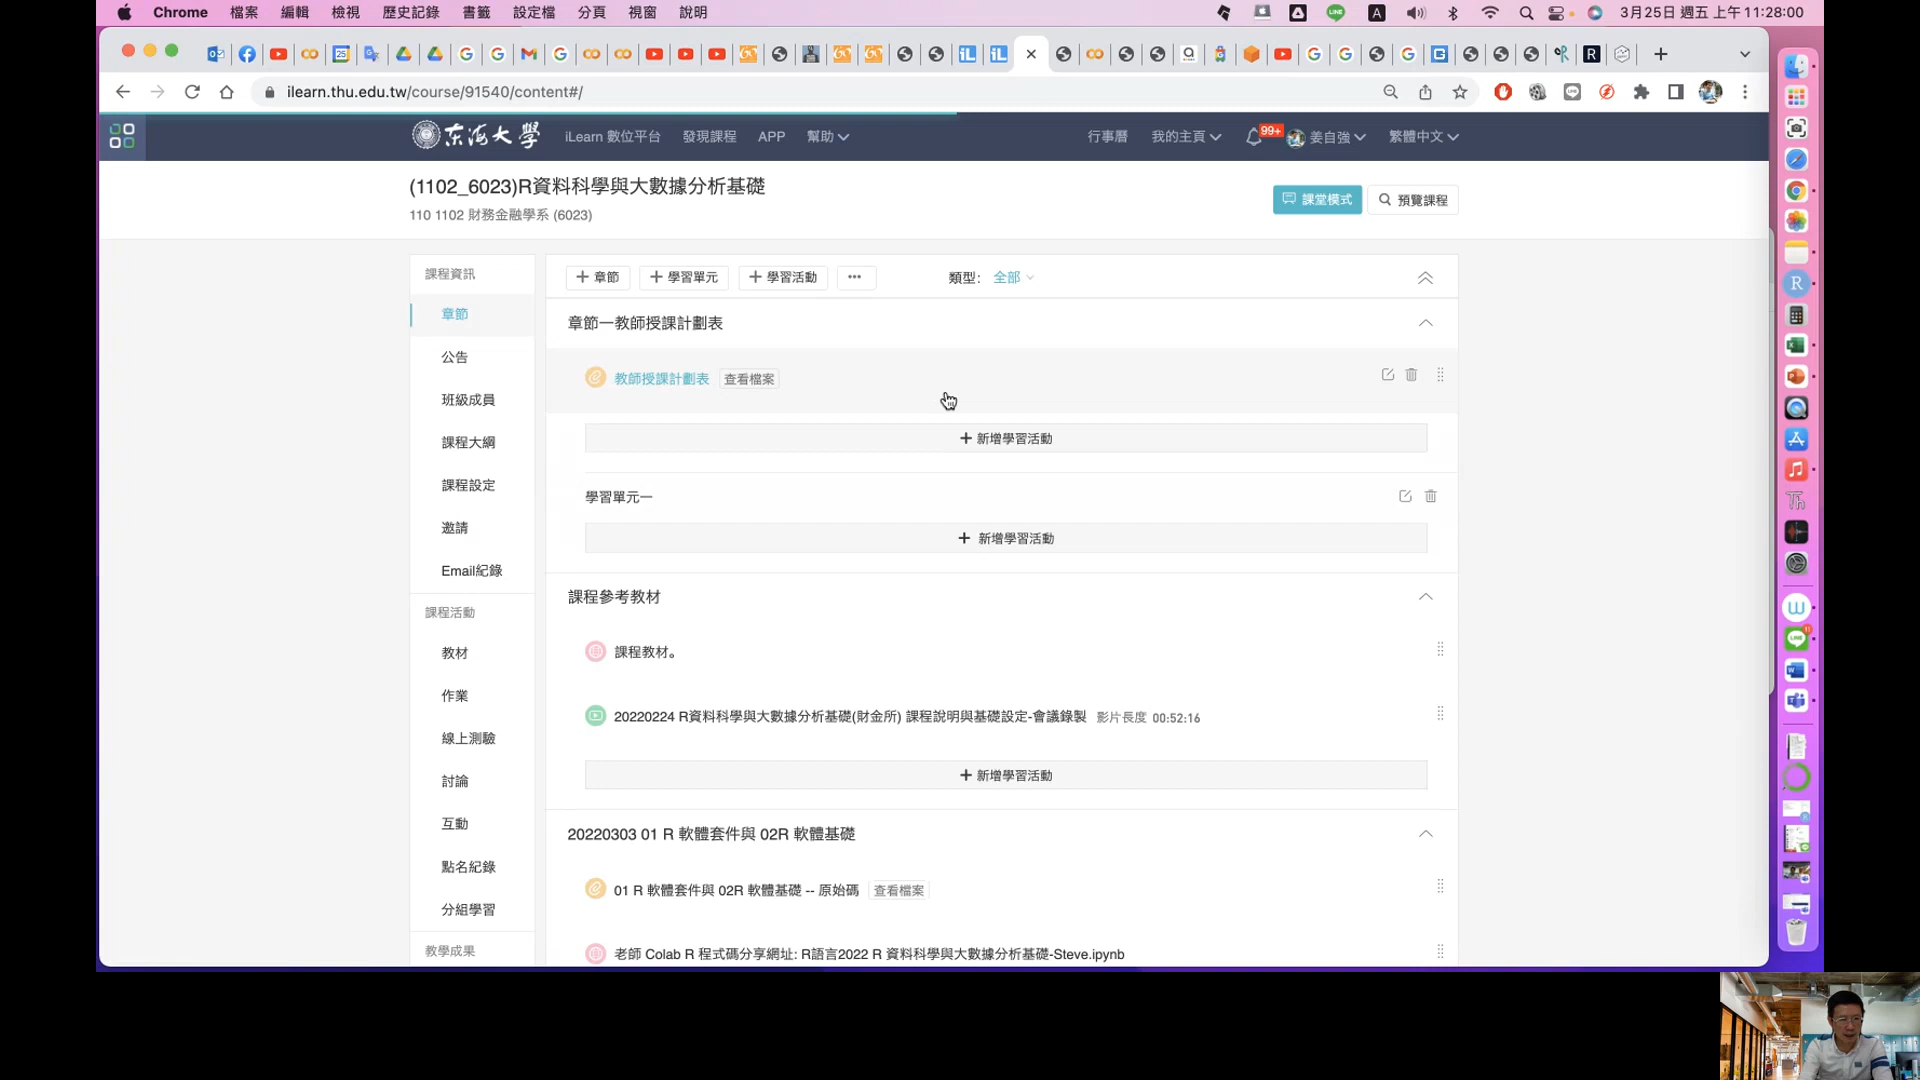 Chrome 檔案 編輯 檢視 歷史記錄 書籤 設定檔 分頁 視窗 說明
3月25日 週五 上午11:28:00
ilearn.thu.edu.tw/course/91540/content#/
東海大學 iLearn 數位平台 發現課程 APP 幫助
行事曆 我的主頁 99+ 姜自強 繁體中文
(1102_6023)R資料科學與大數據分析基礎
110 1102 財務金融學系 (6023)
課堂模式 預覽課程
課程資訊
章節
公告
班級成員
課程大綱
課程設定
邀請
Email紀錄
課程活動
教材
作業
線上測驗
討論
互動
點名紀錄
分組學習
教學成果
+ 章節 + 學習單元 + 學習活動 ••• 類型: 全部
章節一教師授課計劃表
教師授課計劃表 查看檔案
+ 新增學習活動
學習單元一
+ 新增學習活動
課程參考教材
課程教材。
20220224 R資料科學與大數據分析基礎(財金所) 課程說明與基礎設定-會議錄製 影片長度 00:52:16
+ 新增學習活動
20220303 01 R 軟體套件與 02R 軟體基礎
01 R 軟體套件與 02R 軟體基礎 -- 原始碼 查看檔案
老師 Colab R 程式碼分享網址: R語言2022 R 資料科學與大數據分析基礎-Steve.ipynb